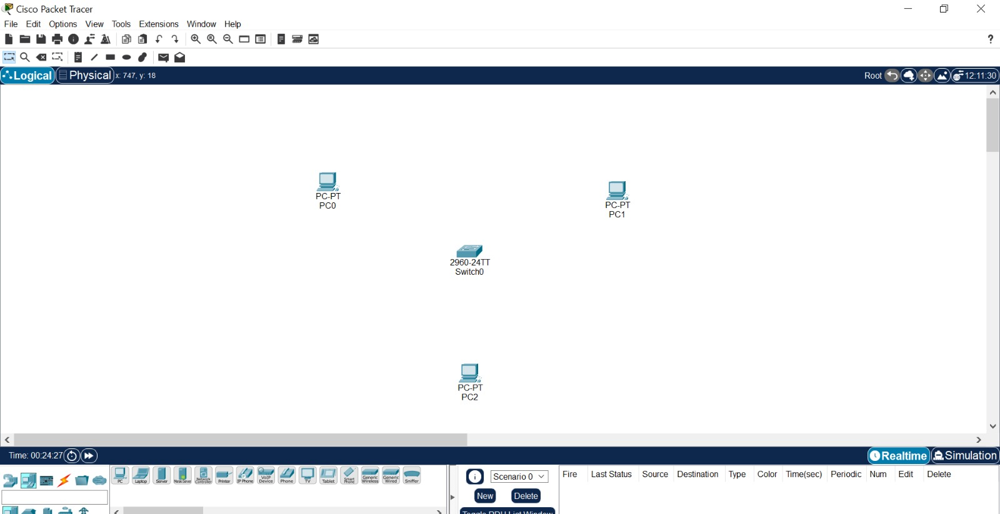 Cisco Packet Tracer
File Edit Options View Tools Extensions Window Help
?
Logical Physical x: 747, y: 18 Root 12:11:30
PC-PT
PC0
PC-PT
PC1
2960-24TT
Switch0
PC-PT
PC2
Time: 00:24:27 Realtime Simulation
PC Laptop Server Meraki Server Network Controller Printer IP Phone VoIP Device Phone TV Tablet Smart Phone Generic Wireless Generic Wired Sniffer
Scenario 0
New Delete
Toggle PDU List Window
Fire Last Status Source Destination Type Color Time(sec) Periodic Num Edit Delete